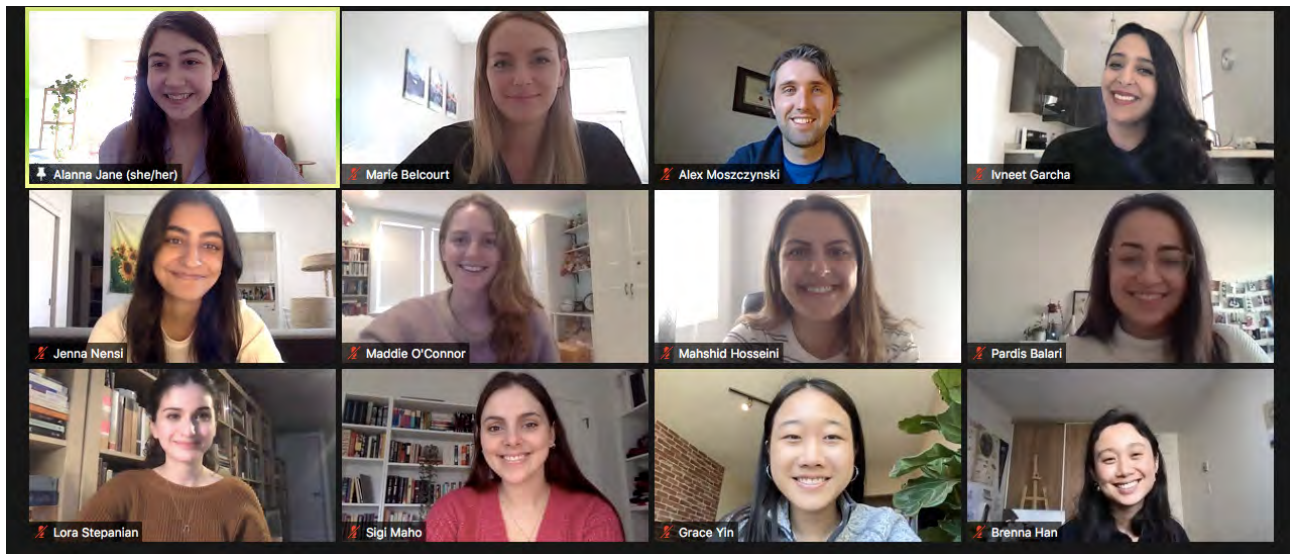 Alanna Jane (she/her)
Marie Belcourt
Alex Moszczynski
Ivneet Garcha
Jenna Nensi
Maddie O'Connor
Mahshid Hosseini
Pardis Balari
Lora Stepanian
Sigi Maho
Grace Yin
Brenna Han